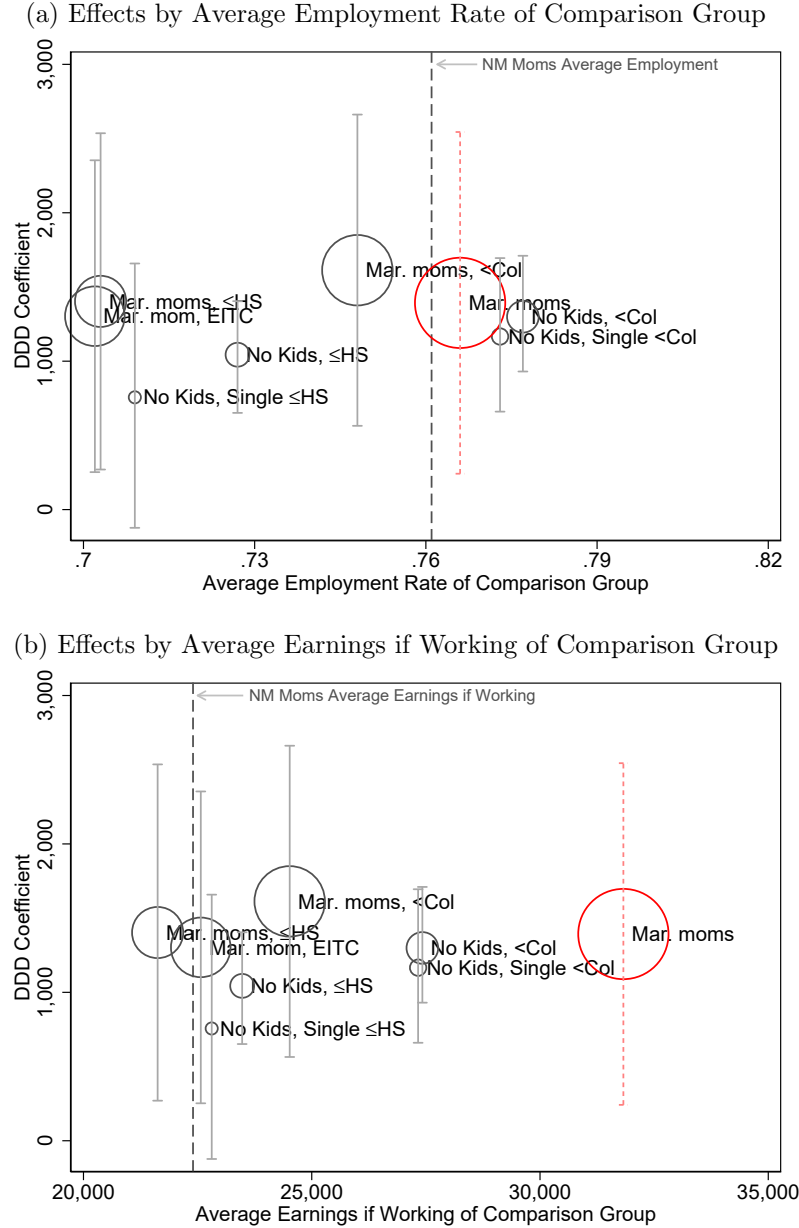 (a) Effects by Average Employment Rate of Comparison Group
3,000
2,000
1,000
0
DDD Coefficient
NM Moms Average Employment
Mar. moms, <Col
Mar. moms, ≤HS
Mar. moms
Mar. mom, EITC
No Kids, <Col
No Kids, Single <Col
No Kids, ≤HS
No Kids, Single ≤HS
.7 .73 .76 .79 .82
Average Employment Rate of Comparison Group
(b) Effects by Average Earnings if Working of Comparison Group
3,000
2,000
1,000
0
DDD Coefficient
NM Moms Average Earnings if Working
Mar. moms, <Col
Mar. moms, ≤HS
Mar. moms
Mar. mom, EITC
No Kids, <Col
No Kids, Single <Col
No Kids, ≤HS
No Kids, Single ≤HS
20,000 25,000 30,000 35,000
Average Earnings if Working of Comparison Group